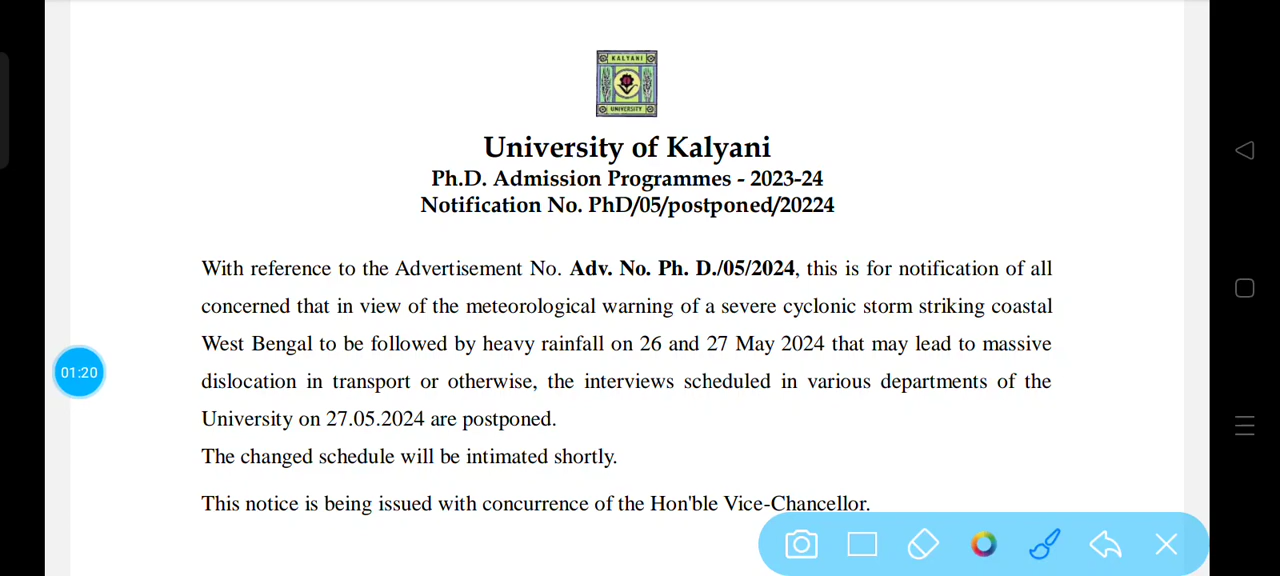 KALYANI
UNIVERSITY
University of Kalyani
Ph.D. Admission Programmes - 2023-24
Notification No. PhD/05/postponed/20224
With reference to the Advertisement No. Adv. No. Ph. D./05/2024, this is for notification of all
concerned that in view of the meteorological warning of a severe cyclonic storm striking coastal
West Bengal to be followed by heavy rainfall on 26 and 27 May 2024 that may lead to massive
dislocation in transport or otherwise, the interviews scheduled in various departments of the
University on 27.05.2024 are postponed.
The changed schedule will be intimated shortly.
This notice is being issued with concurrence of the Hon'ble Vice-Chancellor.
01:20